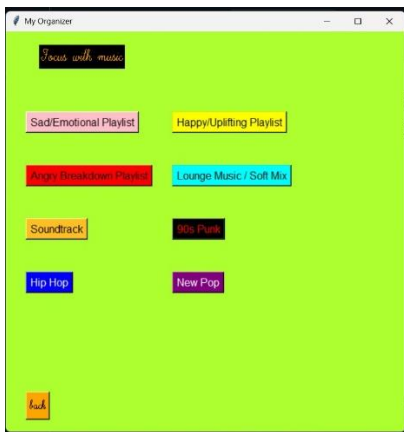 My Organizer
Focus with music
Sad/Emotional Playlist
Happy/Uplifting Playlist
Angry Breakdown Playlist
Lounge Music / Soft Mix
Soundtrack
90s Punk
Hip Hop
New Pop
back